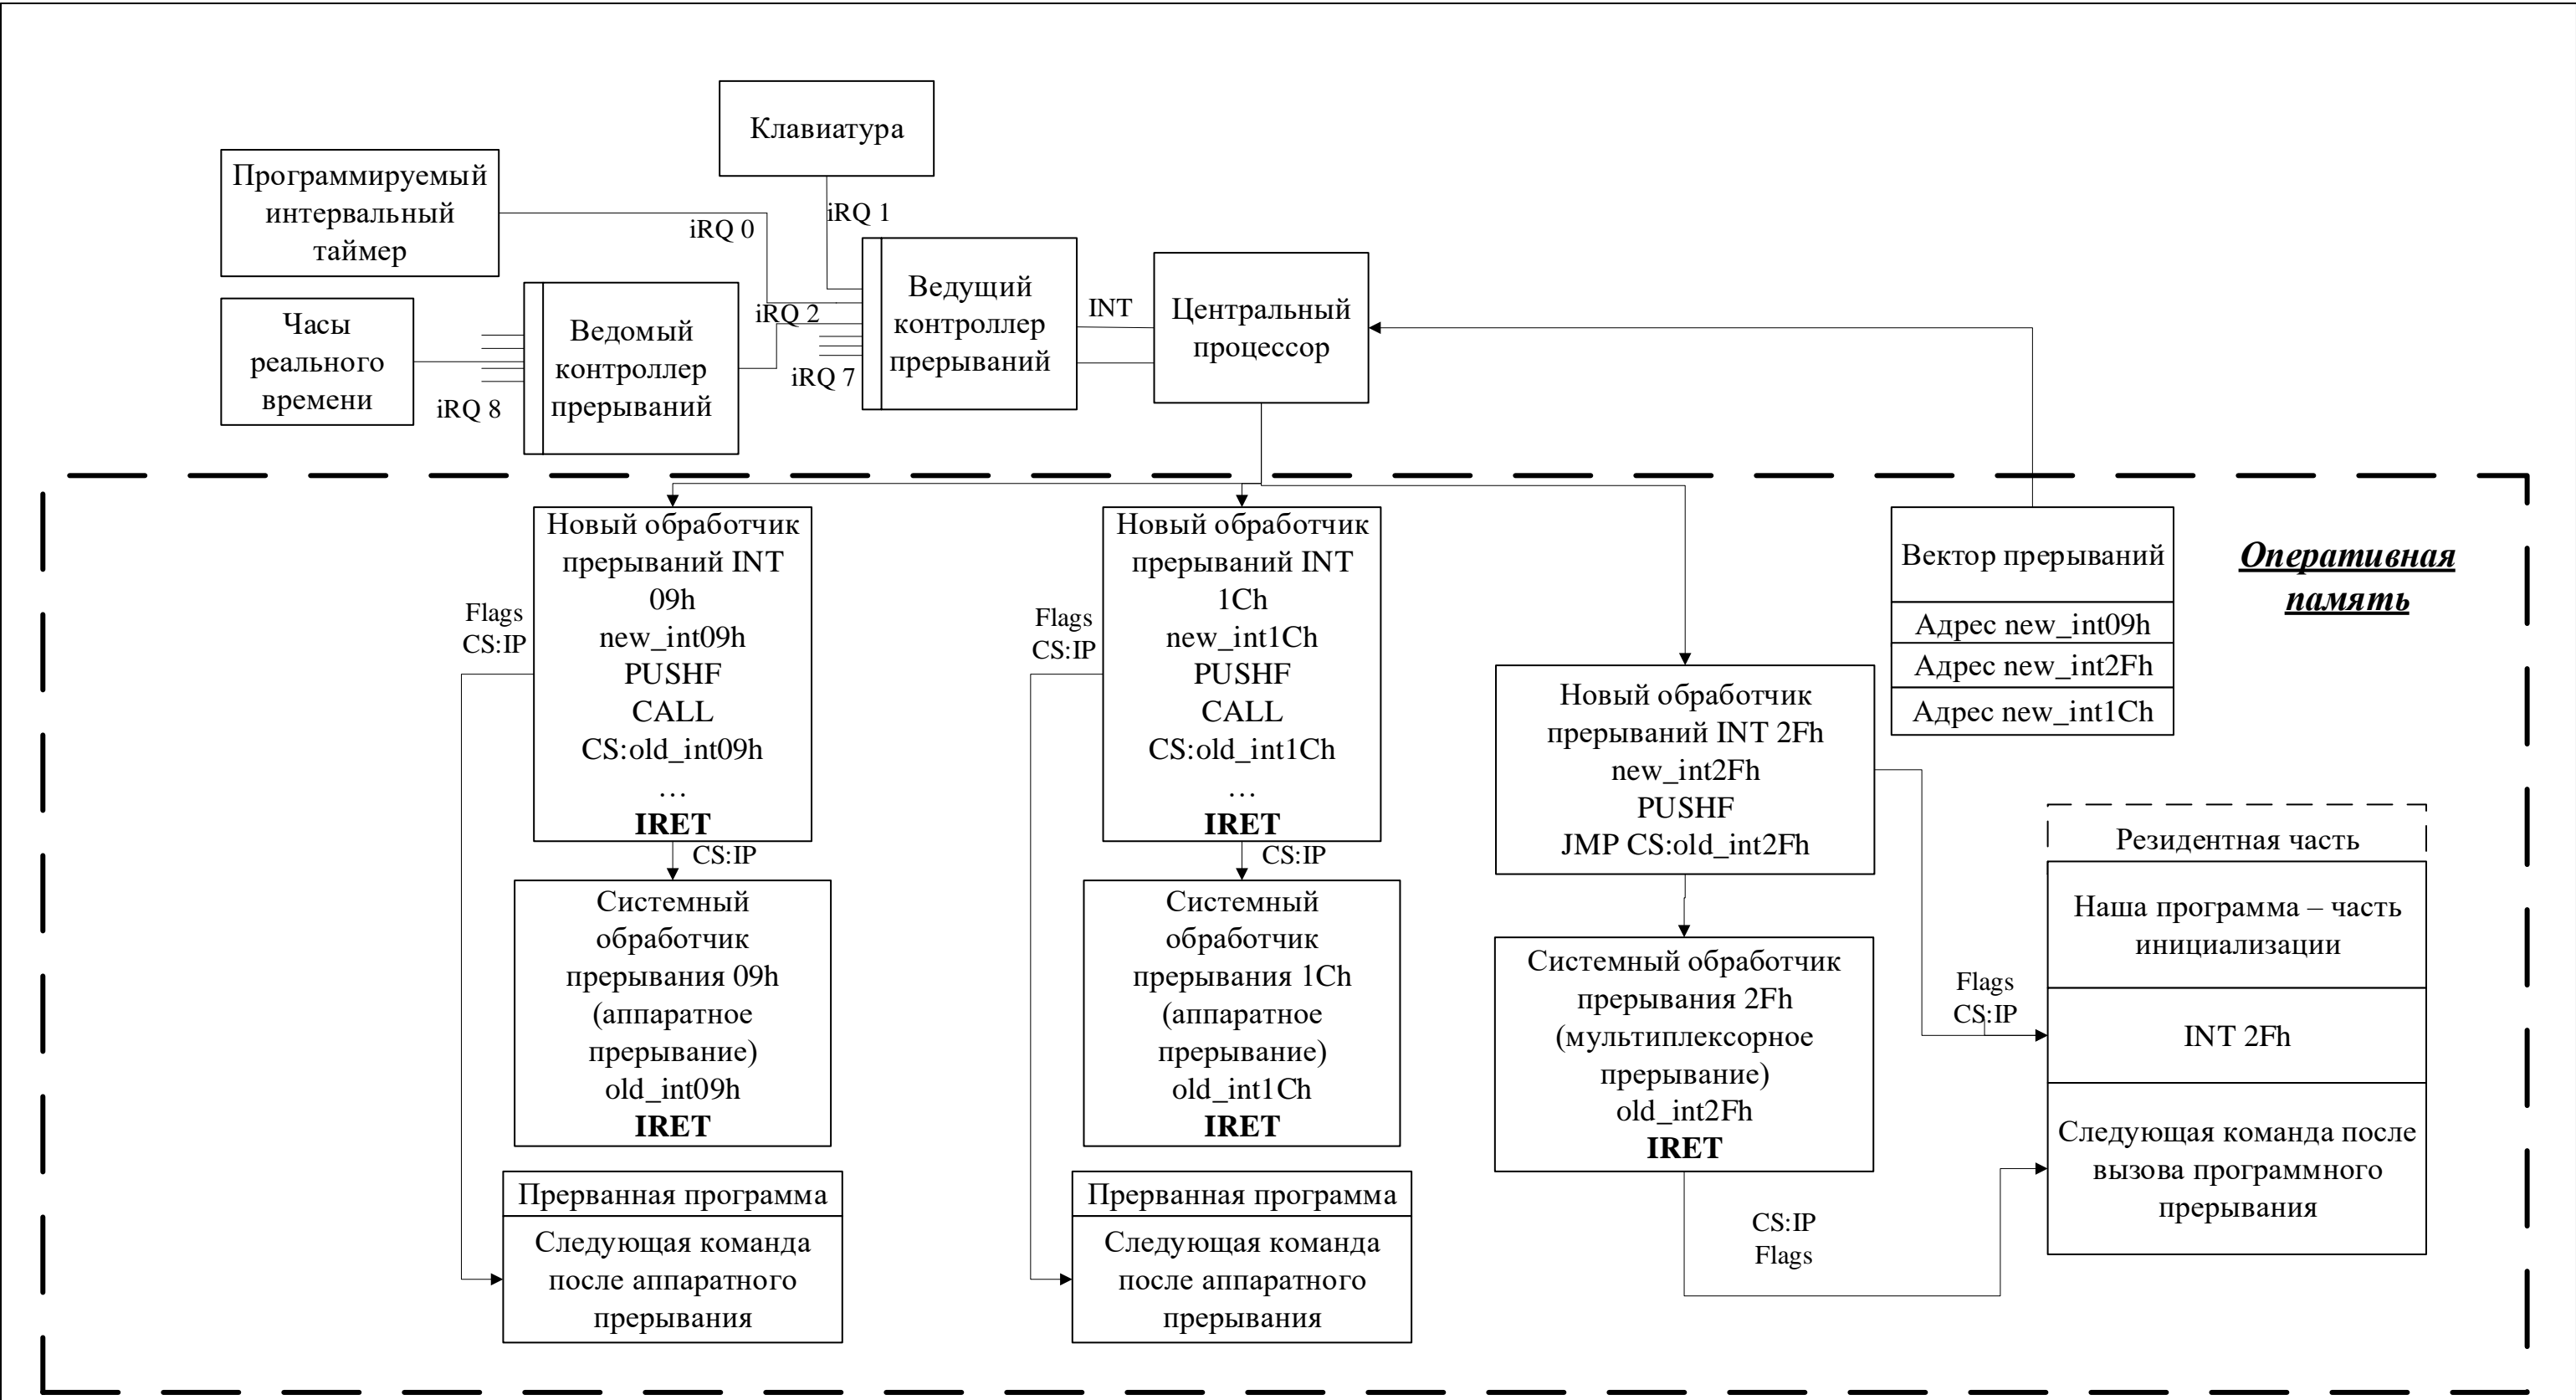 Клавиатура
Программируемый
интервальный
таймер
iRQ 0
iRQ 1
Часы
реального
времени
iRQ 8
Ведомый
контроллер
прерываний
iRQ 2
iRQ 7
Ведущий
контроллер
прерываний
INT
Центральный
процессор
Новый обработчик
прерываний INT
09h
new_int09h
PUSHF
CALL
CS:old_int09h
…
IRET
Flags
CS:IP
CS:IP
Системный
обработчик
прерывания 09h
(аппаратное
прерывание)
old_int09h
IRET
Прерванная программа
Следующая команда
после аппаратного
прерывания
Новый обработчик
прерываний INT
1Ch
new_int1Ch
PUSHF
CALL
CS:old_int1Ch
…
IRET
Flags
CS:IP
CS:IP
Системный
обработчик
прерывания 1Ch
(аппаратное
прерывание)
old_int1Ch
IRET
Прерванная программа
Следующая команда
после аппаратного
прерывания
Новый обработчик
прерываний INT 2Fh
new_int2Fh
PUSHF
JMP CS:old_int2Fh
Системный обработчик
прерывания 2Fh
(мультиплексорное
прерывание)
old_int2Fh
IRET
CS:IP
Flags
Вектор прерываний
Адрес new_int09h
Адрес new_int2Fh
Адрес new_int1Ch
Оперативная
память
Резидентная часть
Наша программа – часть
инициализации
Flags
CS:IP
INT 2Fh
Следующая команда после
вызова программного
прерывания